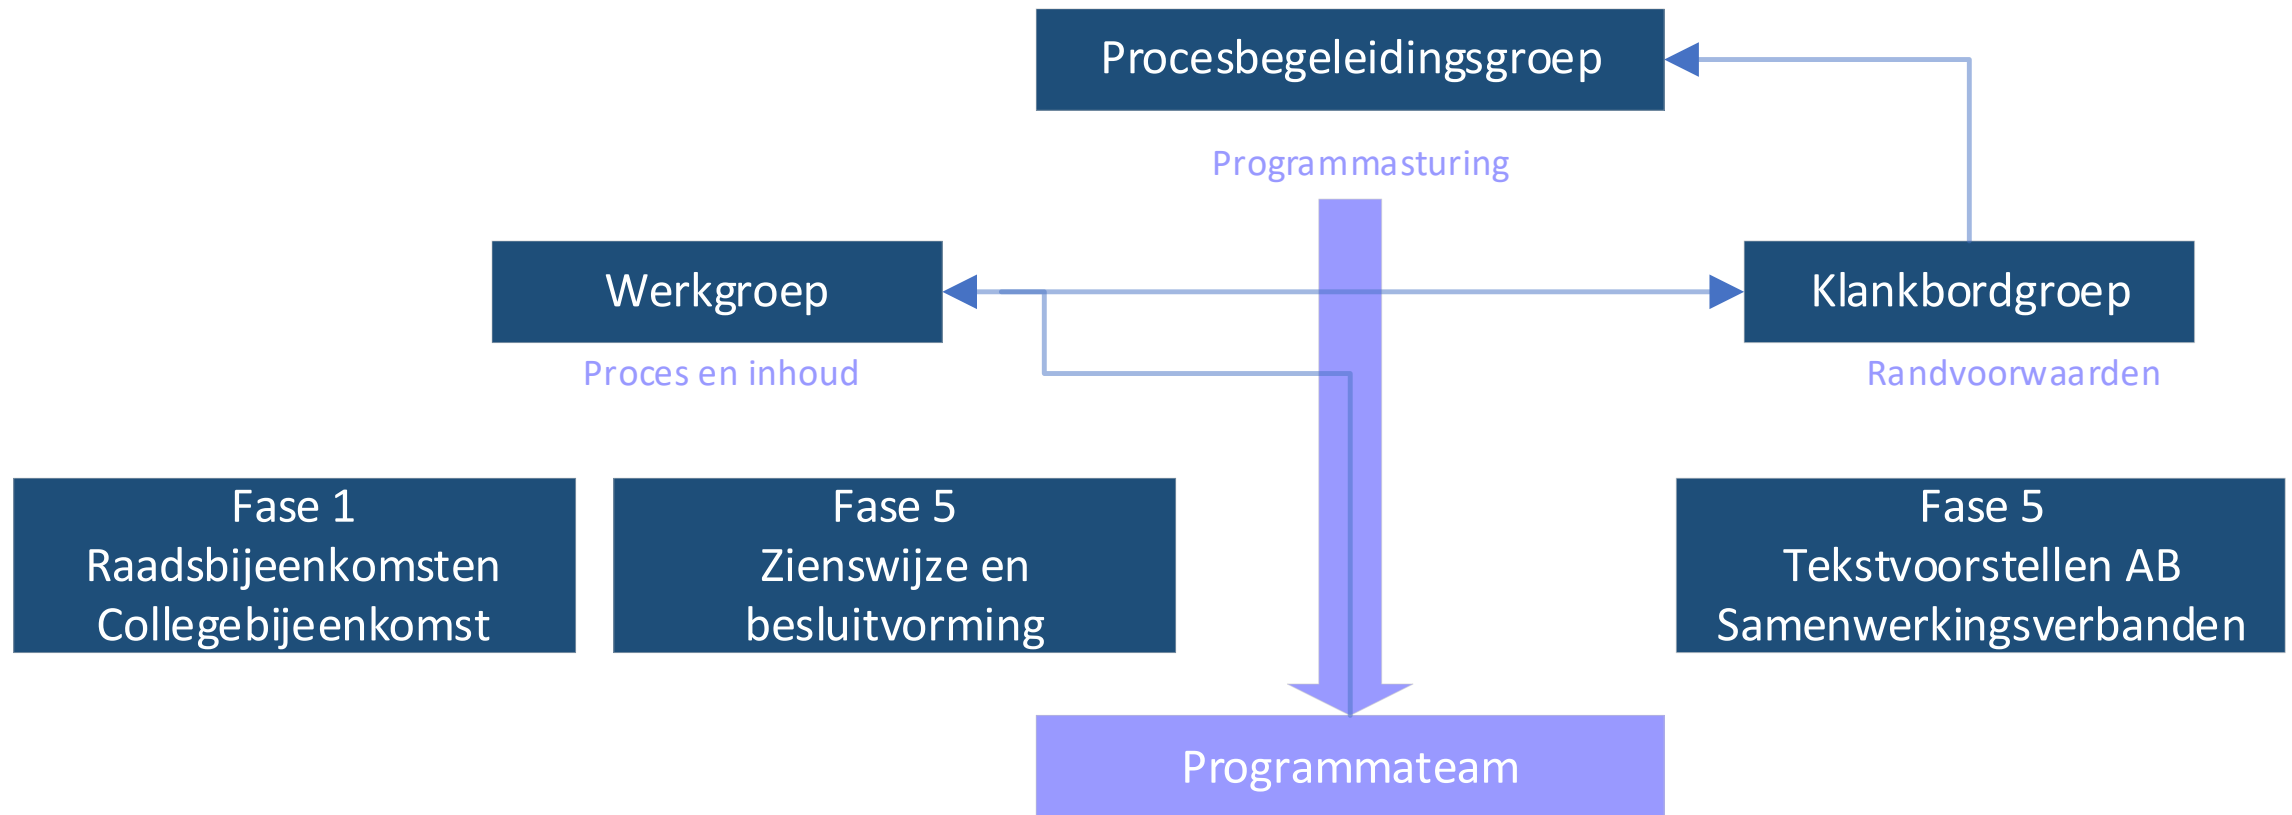 Procesbegeleidingsgroep
Programmasturing
Werkgroep
Klankbordgroep
Proces en inhoud
Randvoorwaarden
Fase 1
Raadsbijeenkomsten
Collegebijeenkomst
Fase 5
Zienswijze en
besluitvorming
Fase 5
Tekstvoorstellen AB
Samenwerkingsverbanden
Programmateam